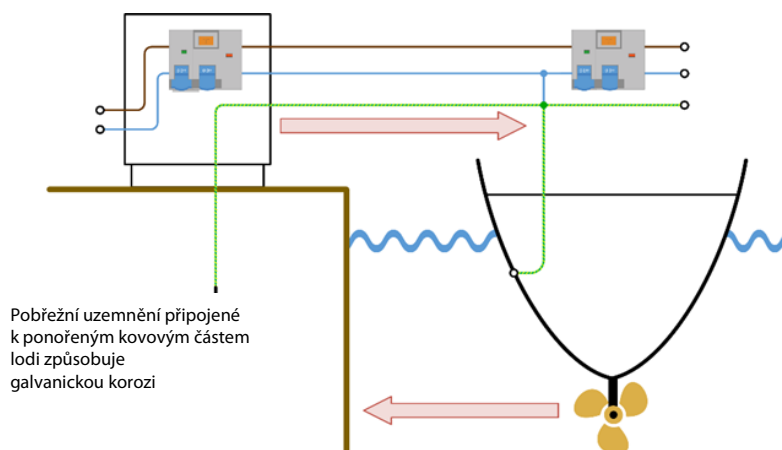 Pobřežní uzemnění připojené
k ponořeným kovovým částem
lodi způsobuje
galvanickou korozi